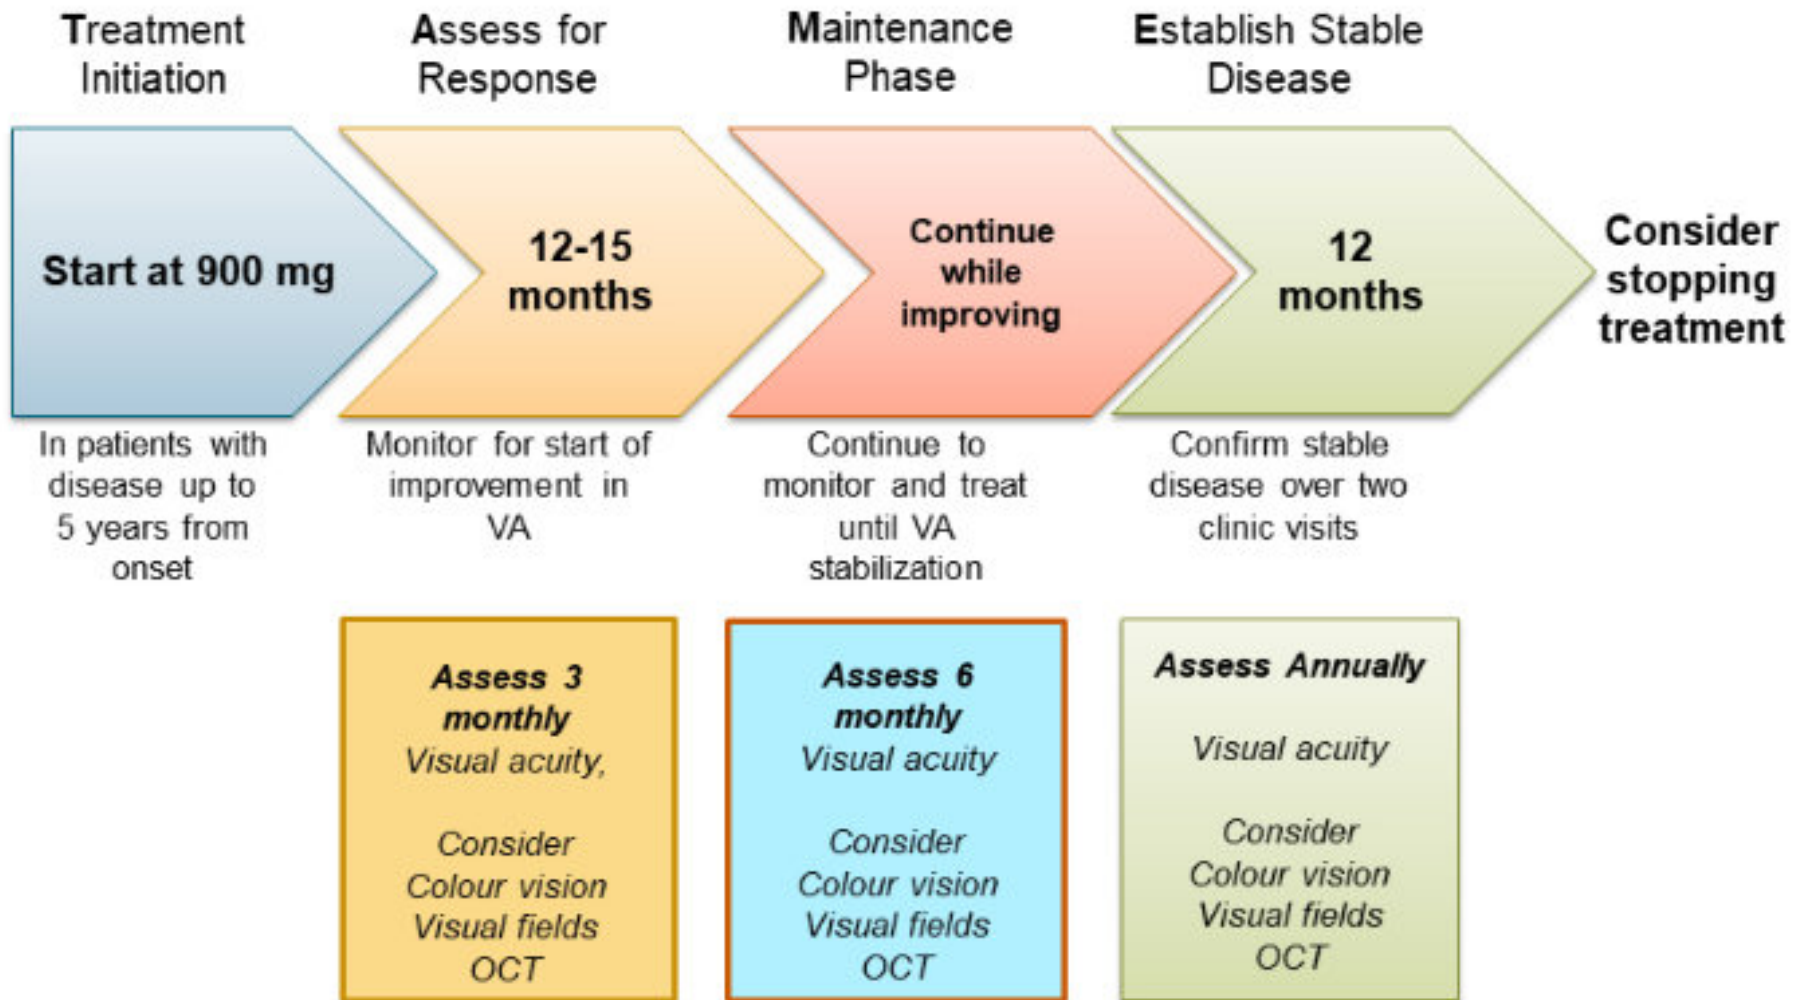 Treatment
Initiation
Assess for
Response
Maintenance
Phase
Establish Stable
Disease
Start at 900 mg
12-15
months
Continue
while
improving
12
months
Consider
stopping
treatment
In patients with
disease up to
5 years from
onset
Monitor for start of
improvement in
VA
Continue to
monitor and treat
until VA
stabilization
Confirm stable
disease over two
clinic visits
Assess 3
monthly
Visual acuity,
Consider
Colour vision
Visual fields
OCT
Assess 6
monthly
Visual acuity
Consider
Colour vision
Visual fields
OCT
Assess Annually
Visual acuity
Consider
Colour vision
Visual fields
OCT